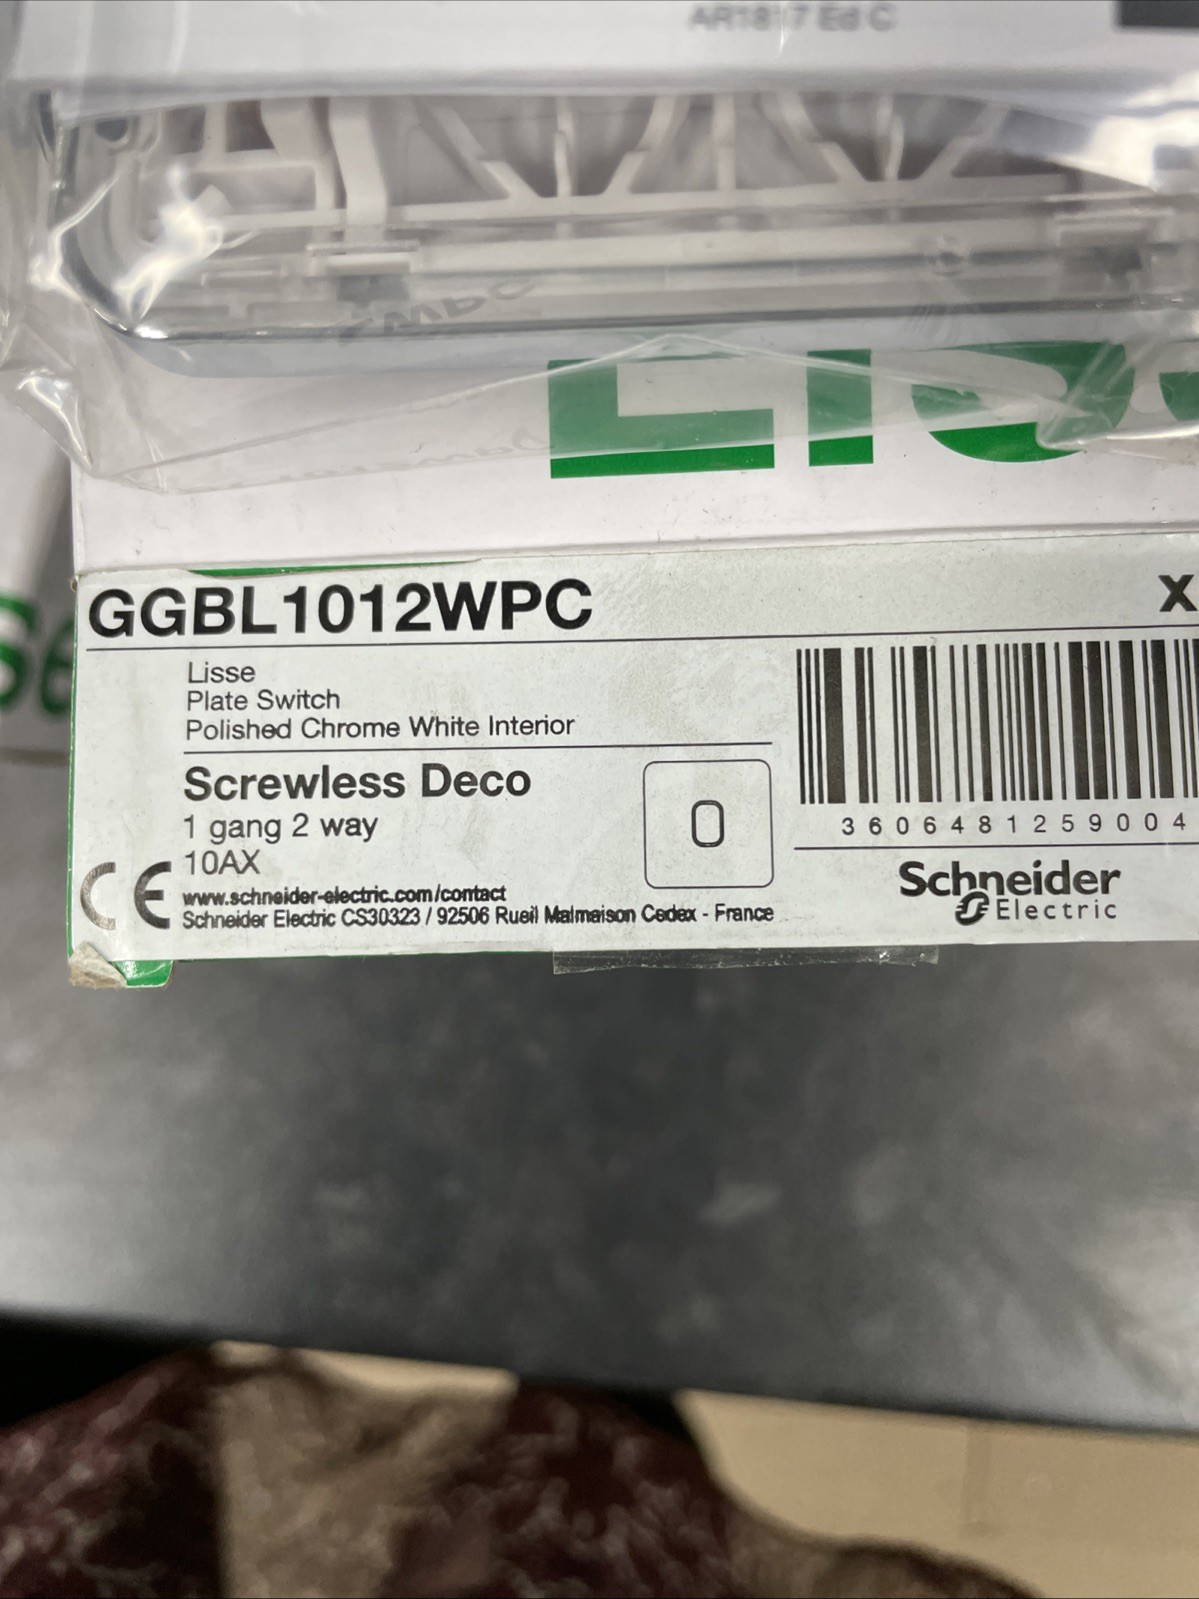 AR1817 Ed C
GGBL1012WPC
X
Lisse
Plate Switch
Polished Chrome White Interior
Screwless Deco
1 gang 2 way
10AX
CE
www.schneider-electric.com/contact
Schneider Electric CS30323 / 92506 Rueil Malmaison Cedex - France
3606481259004
Schneider
Electric